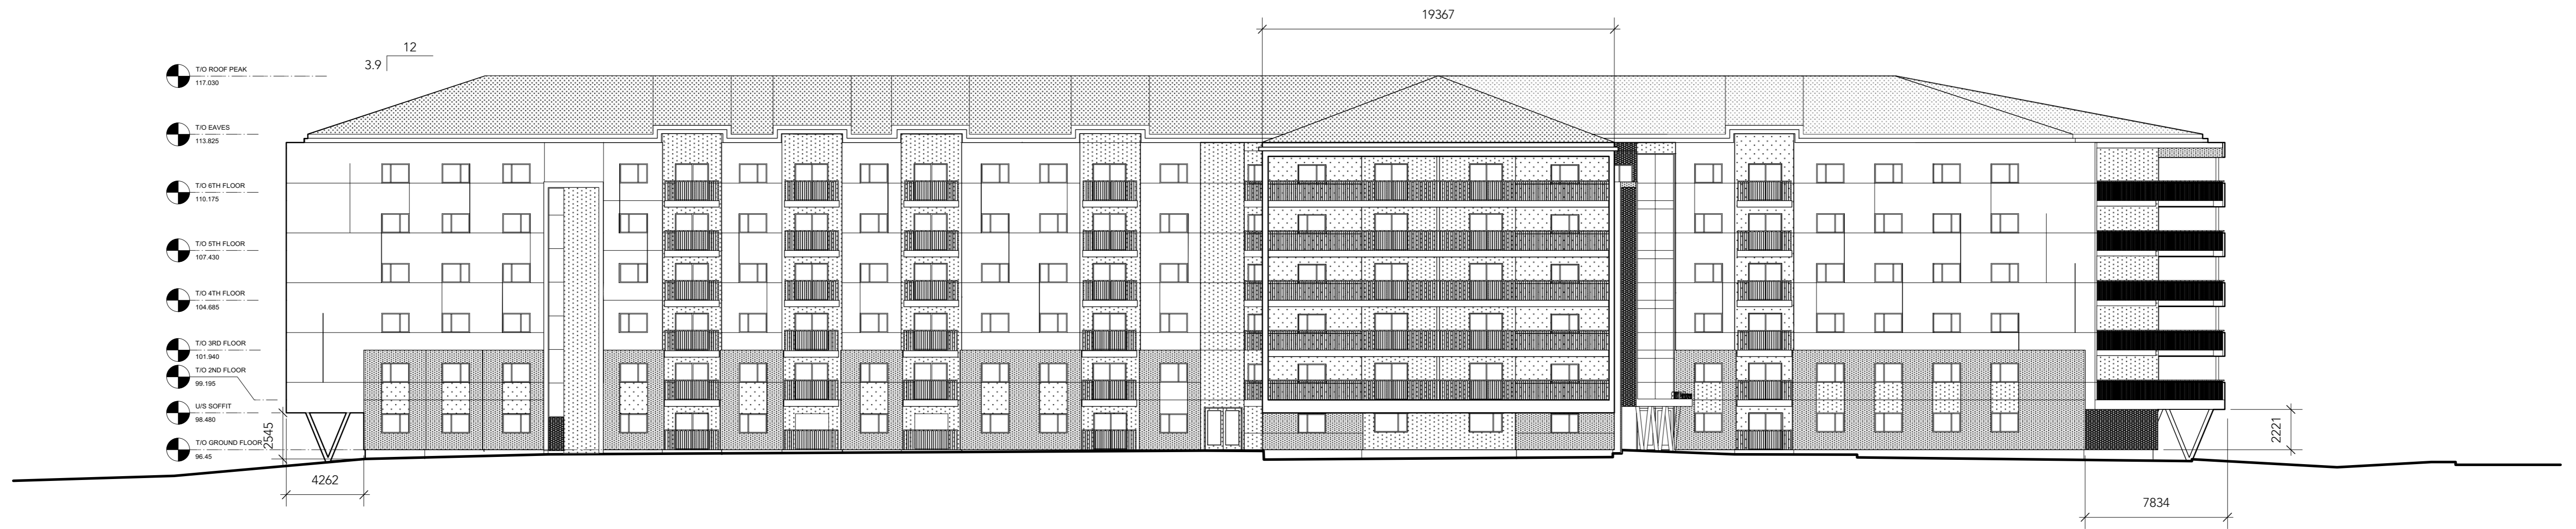 19367
12
3.9
T/O ROOF PEAK
117.030
T/O EAVES
113.825
T/O 6TH FLOOR
110.175
T/O 5TH FLOOR
107.430
T/O 4TH FLOOR
104.685
T/O 3RD FLOOR
101.940
T/O 2ND FLOOR
99.195
U/S SOFFIT
98.480
T/O GROUND FLOOR
96.45
2545
4262
2221
7834